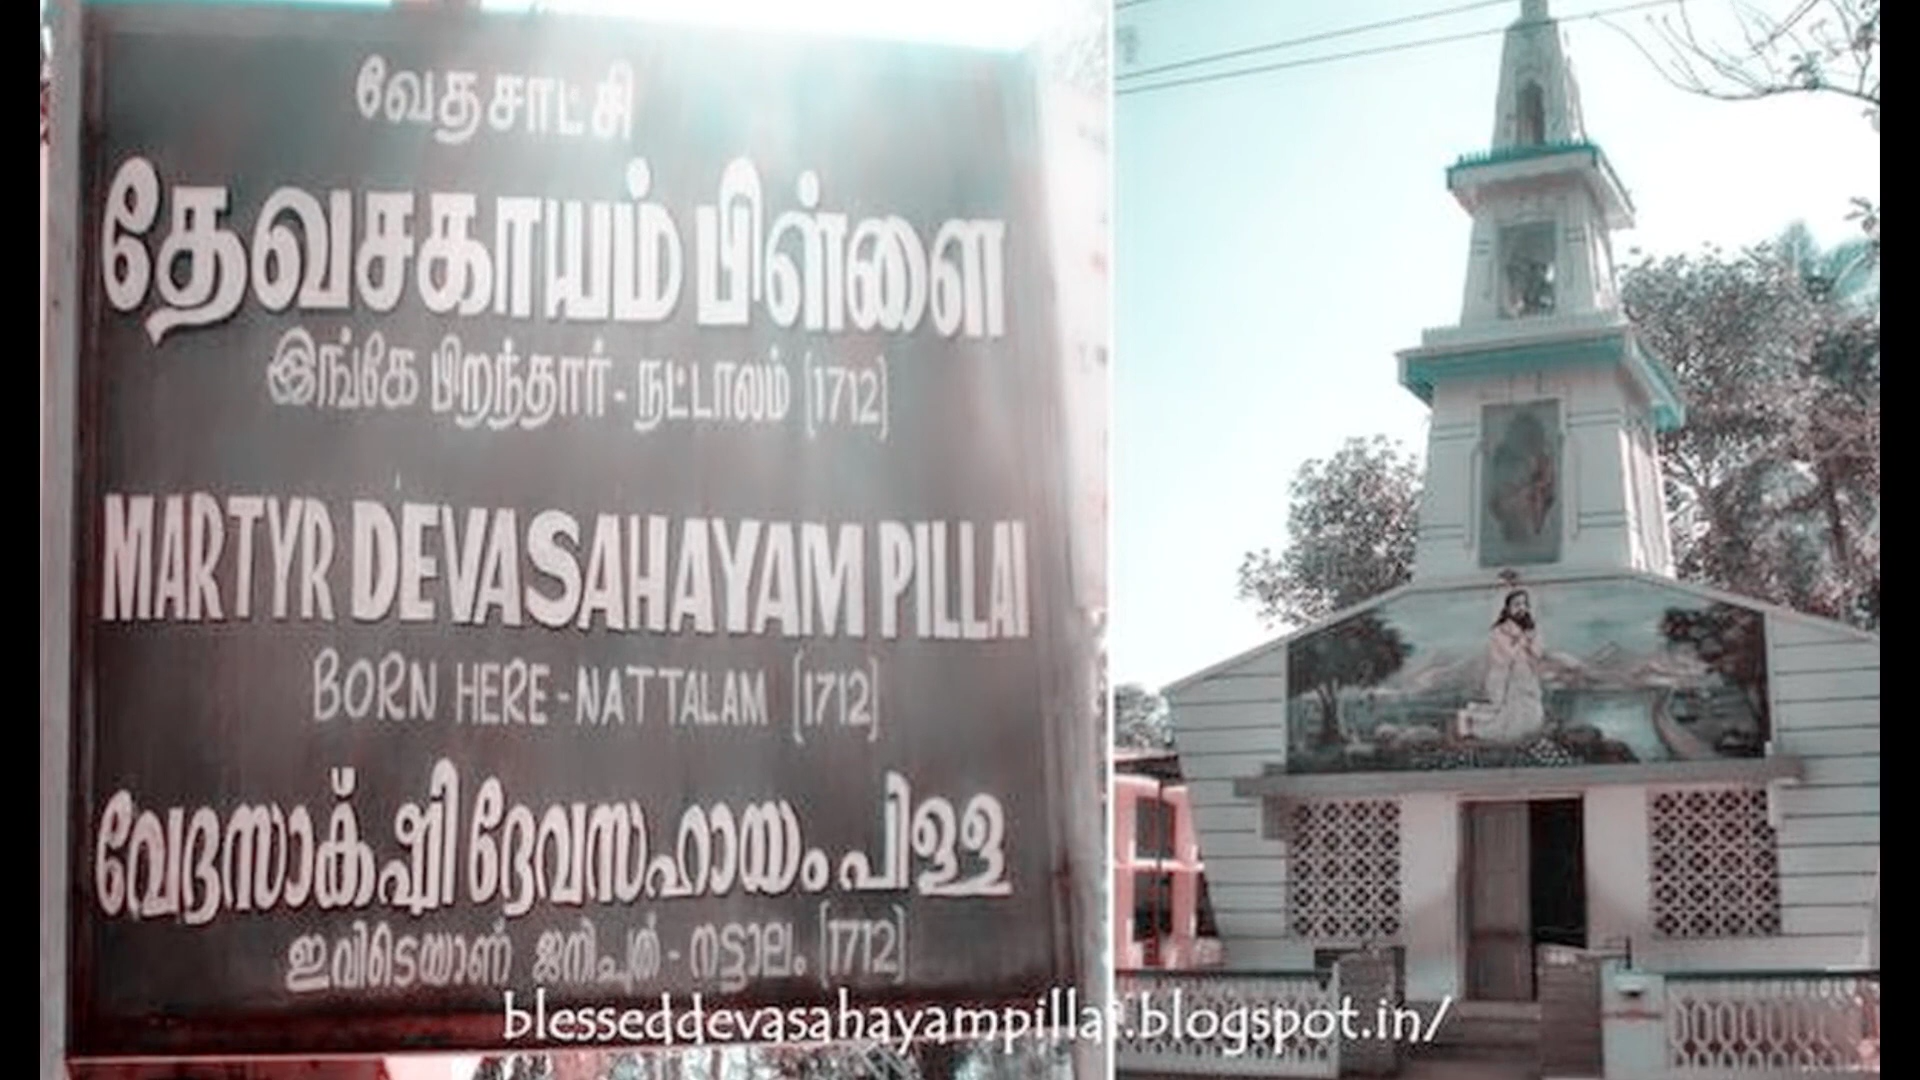 வேதசாட்சி
தேவசகாயம் பிள்ளை
இங்கே பிறந்தார் - நட்டாலம் (1712)
MARTYR DEVASAHAYAM PILLAI
BORN HERE - NATTALAM (1712)
വേദസാക്ഷി ദേവസഹായം പിള്ള
ഇവിടെയാണ് ജനിച്ചത് - നട്ടാലം (1712)
blesseddevasahayampillai.blogspot.in/